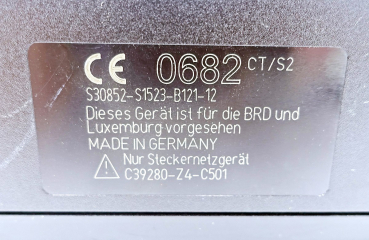 CE 0682 CT/S2
S30852-S1523-B121-12
Dieses Gerät ist für die BRD und
Luxemburg vorgesehen
MADE IN GERMANY
! Nur Steckernetzgerät
C39280-Z4-C501